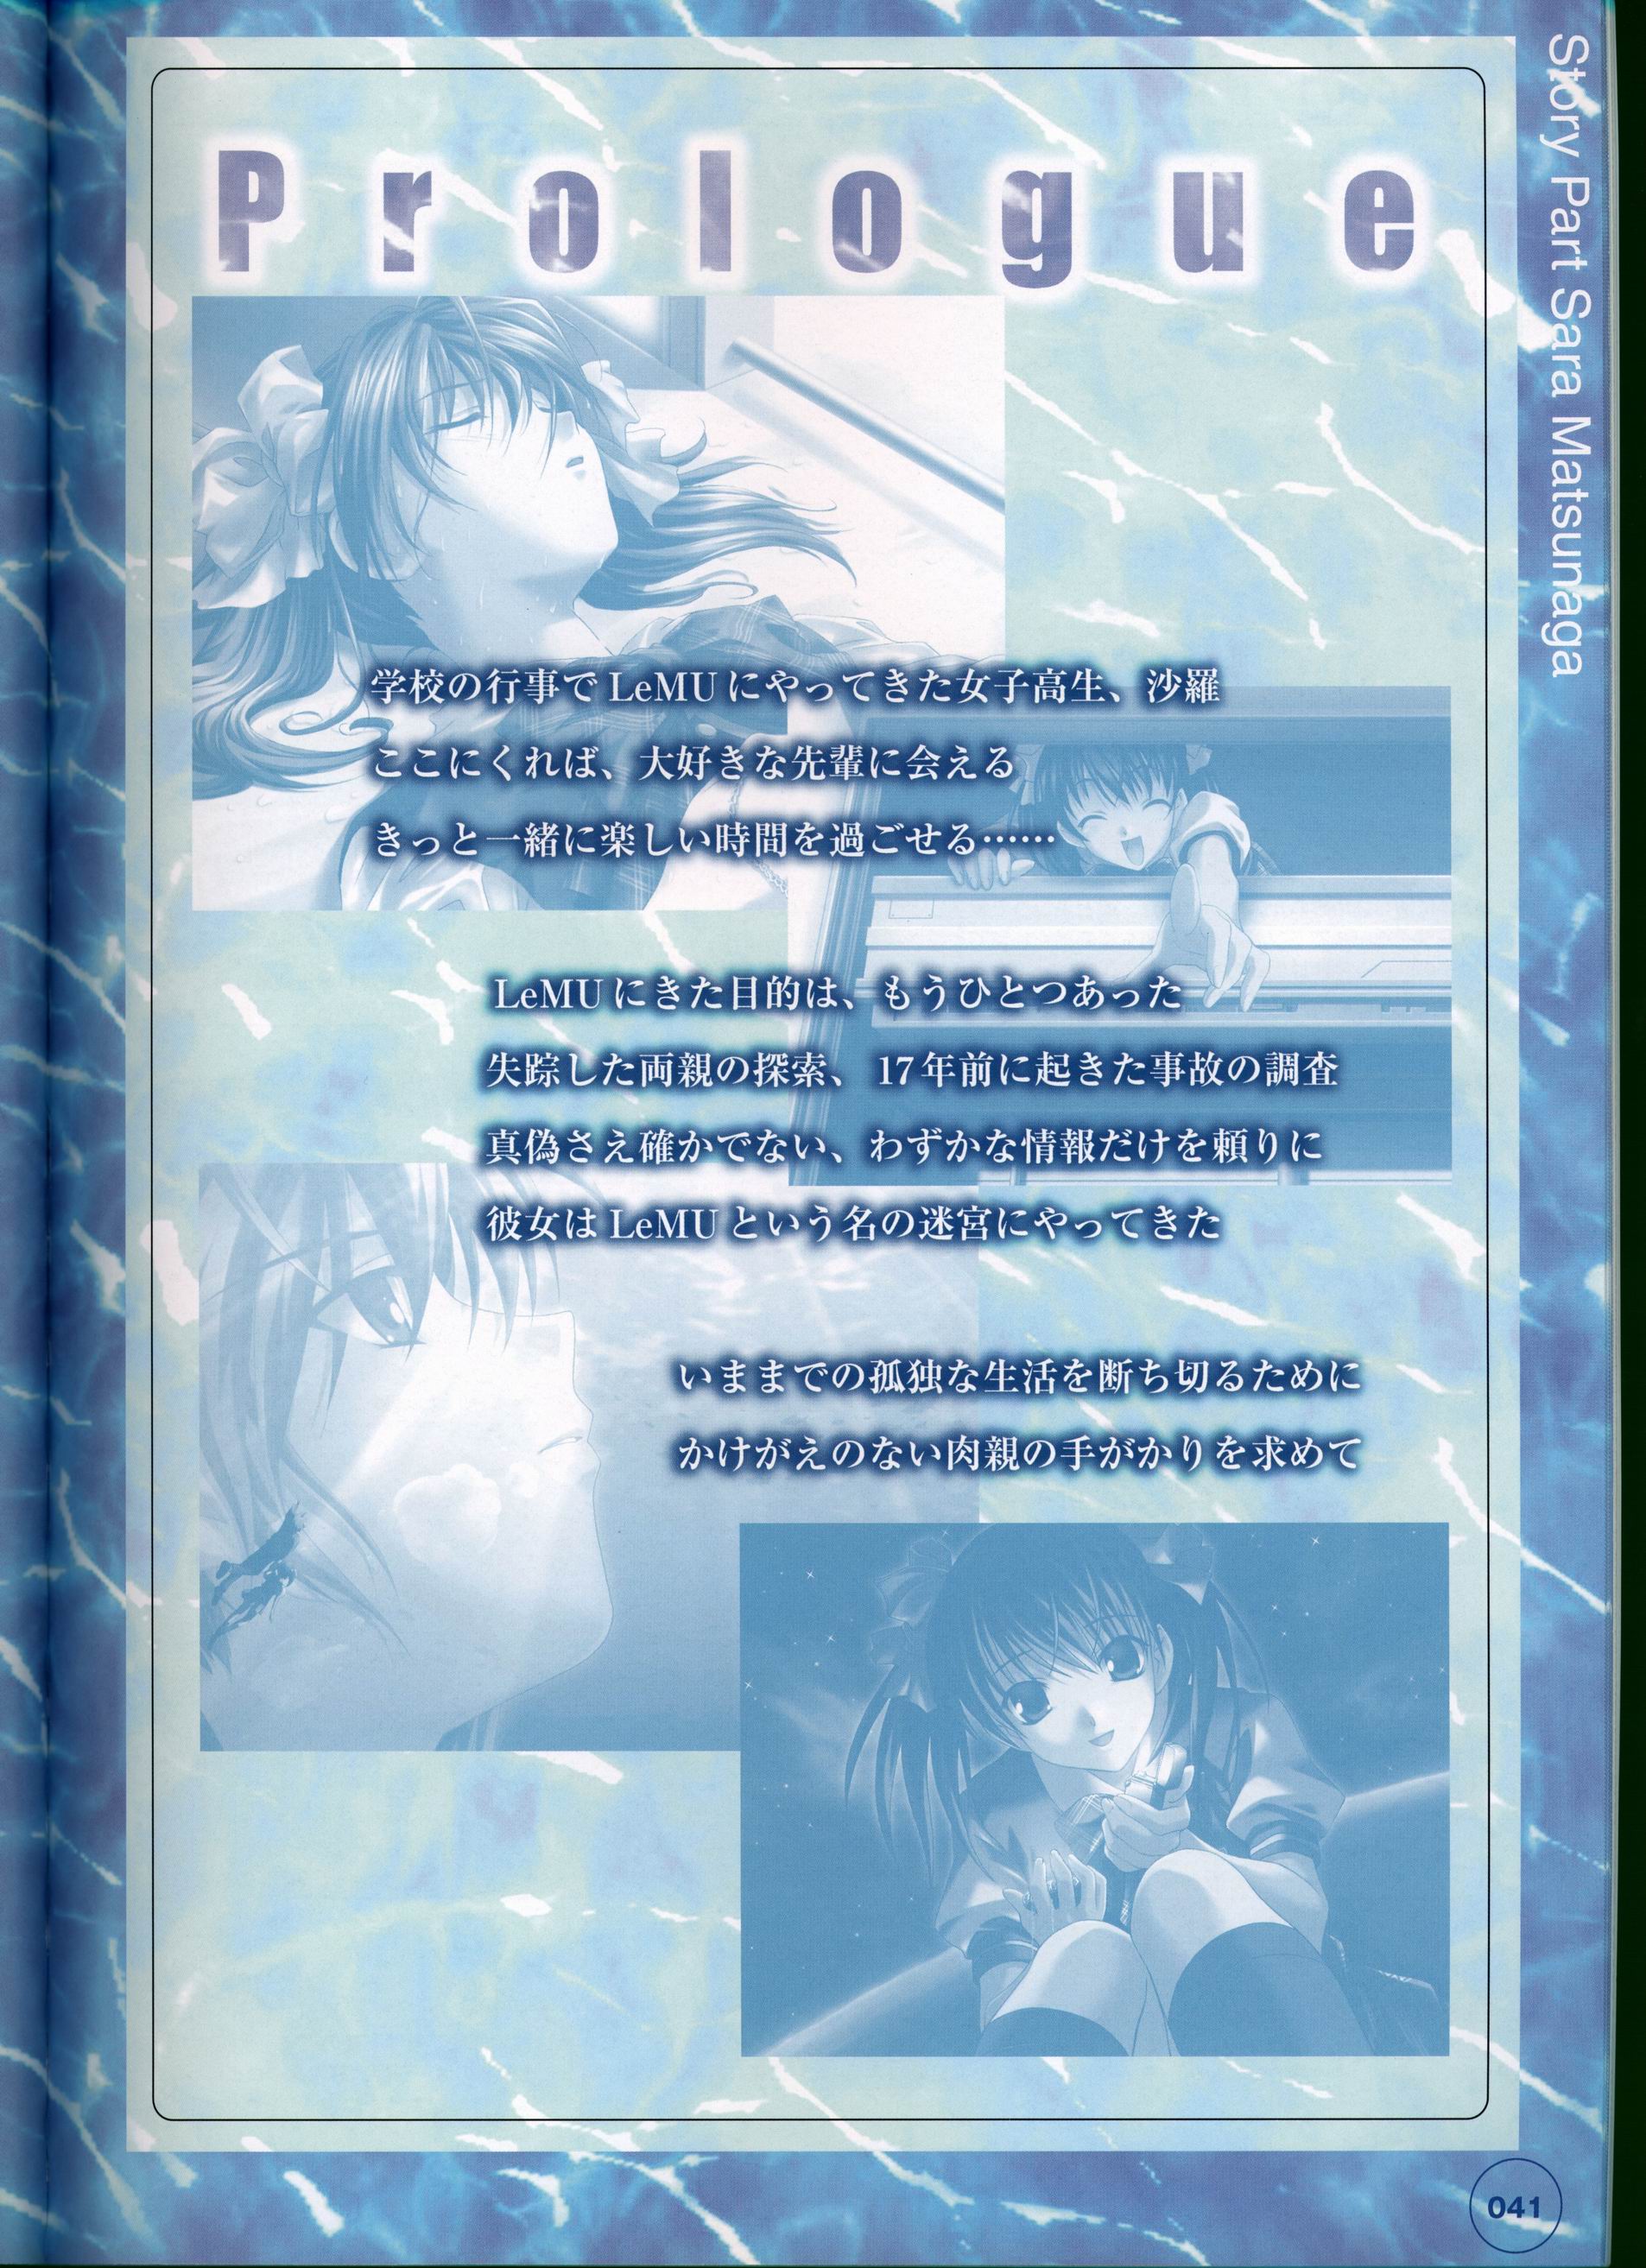 Prologue
学校の行事でLeMUにやってきた女子高生、沙羅
ここにくれば、大好きな先輩に会える
きっと一緒に楽しい時間を過ごせる……
LeMUにきた目的は、もうひとつあった
失踪した両親の探索、17年前に起きた事故の調査
真偽さえ確かでない、わずかな情報だけを頼りに
彼女はLeMUという名の迷宮にやってきた
いままでの孤独な生活を断ち切るために
かけがえのない肉親の手がかりを求めて
Story Part Sara Matsunaga
041